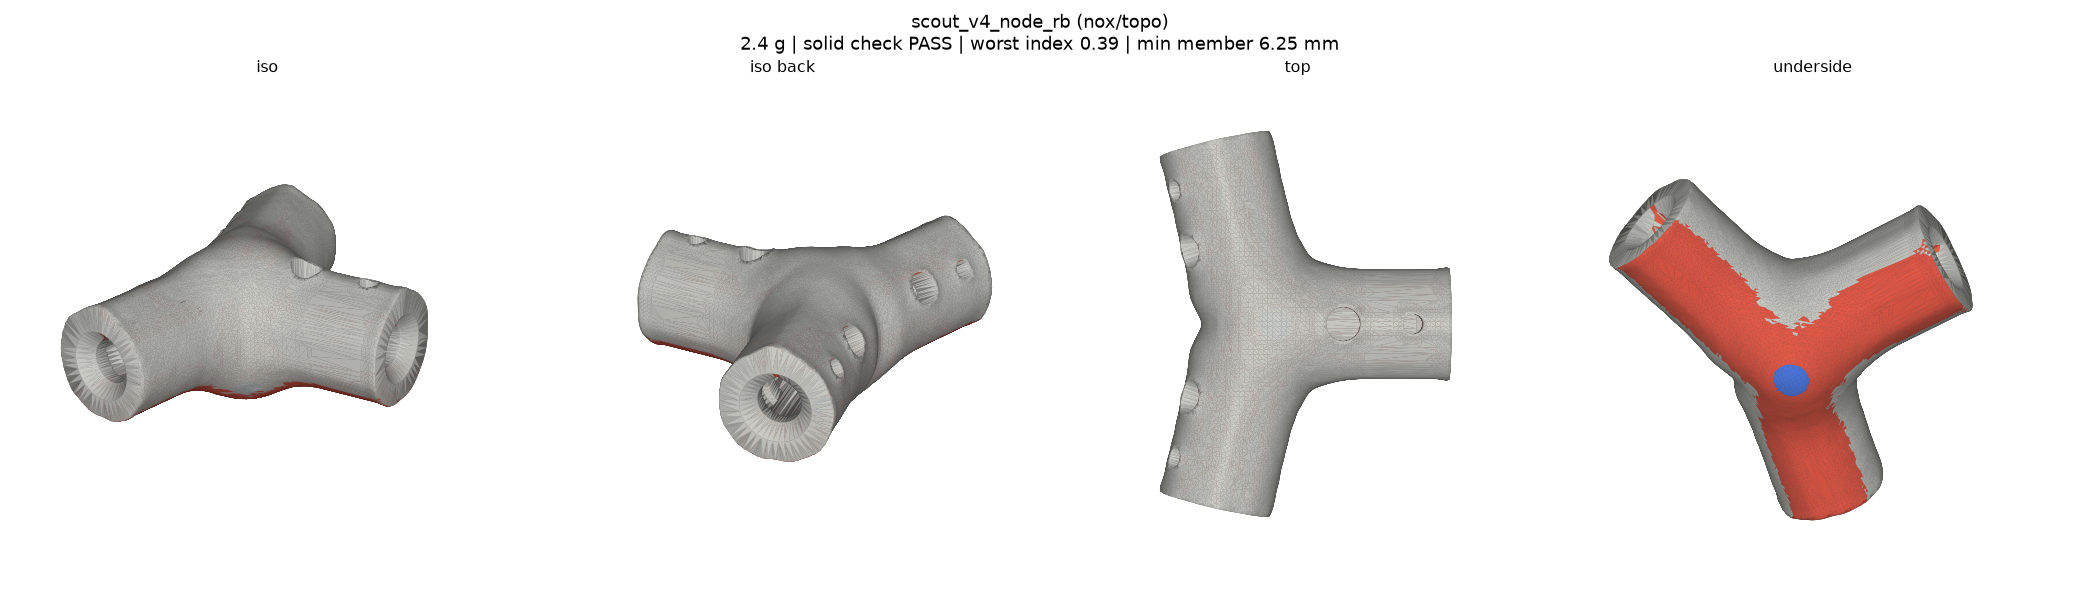 scout_v4_node_rb (nox/topo)
2.4 g | solid check PASS | worst index 0.39 | min member 6.25 mm
iso
iso back
top
underside